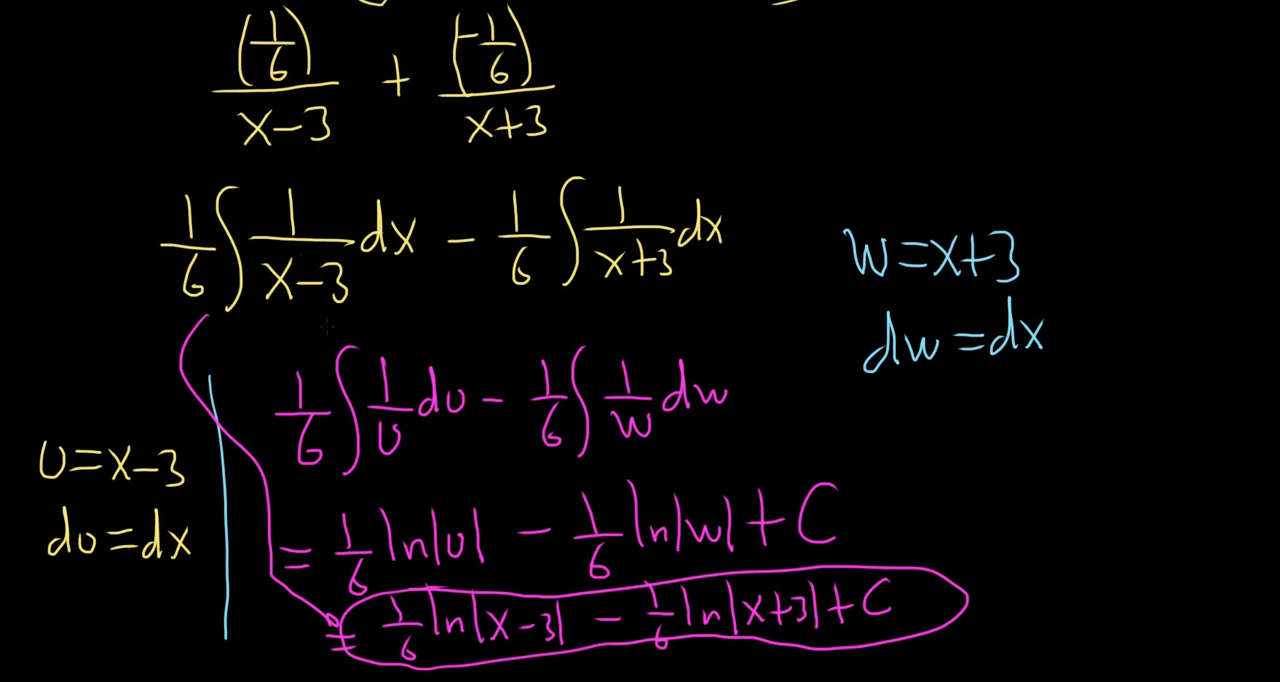 (1/6)/(x-3) + (-1/6)/(x+3)
1/6 ∫ 1/(x-3) dx - 1/6 ∫ 1/(x+3) dx
w=x+3
dw=dx
1/6 ∫ 1/u du - 1/6 ∫ 1/w dw
u=x-3
du=dx
= 1/6 ln|u| - 1/6 ln|w| + C
= 1/6 ln|x-3| - 1/6 ln|x+3| + C